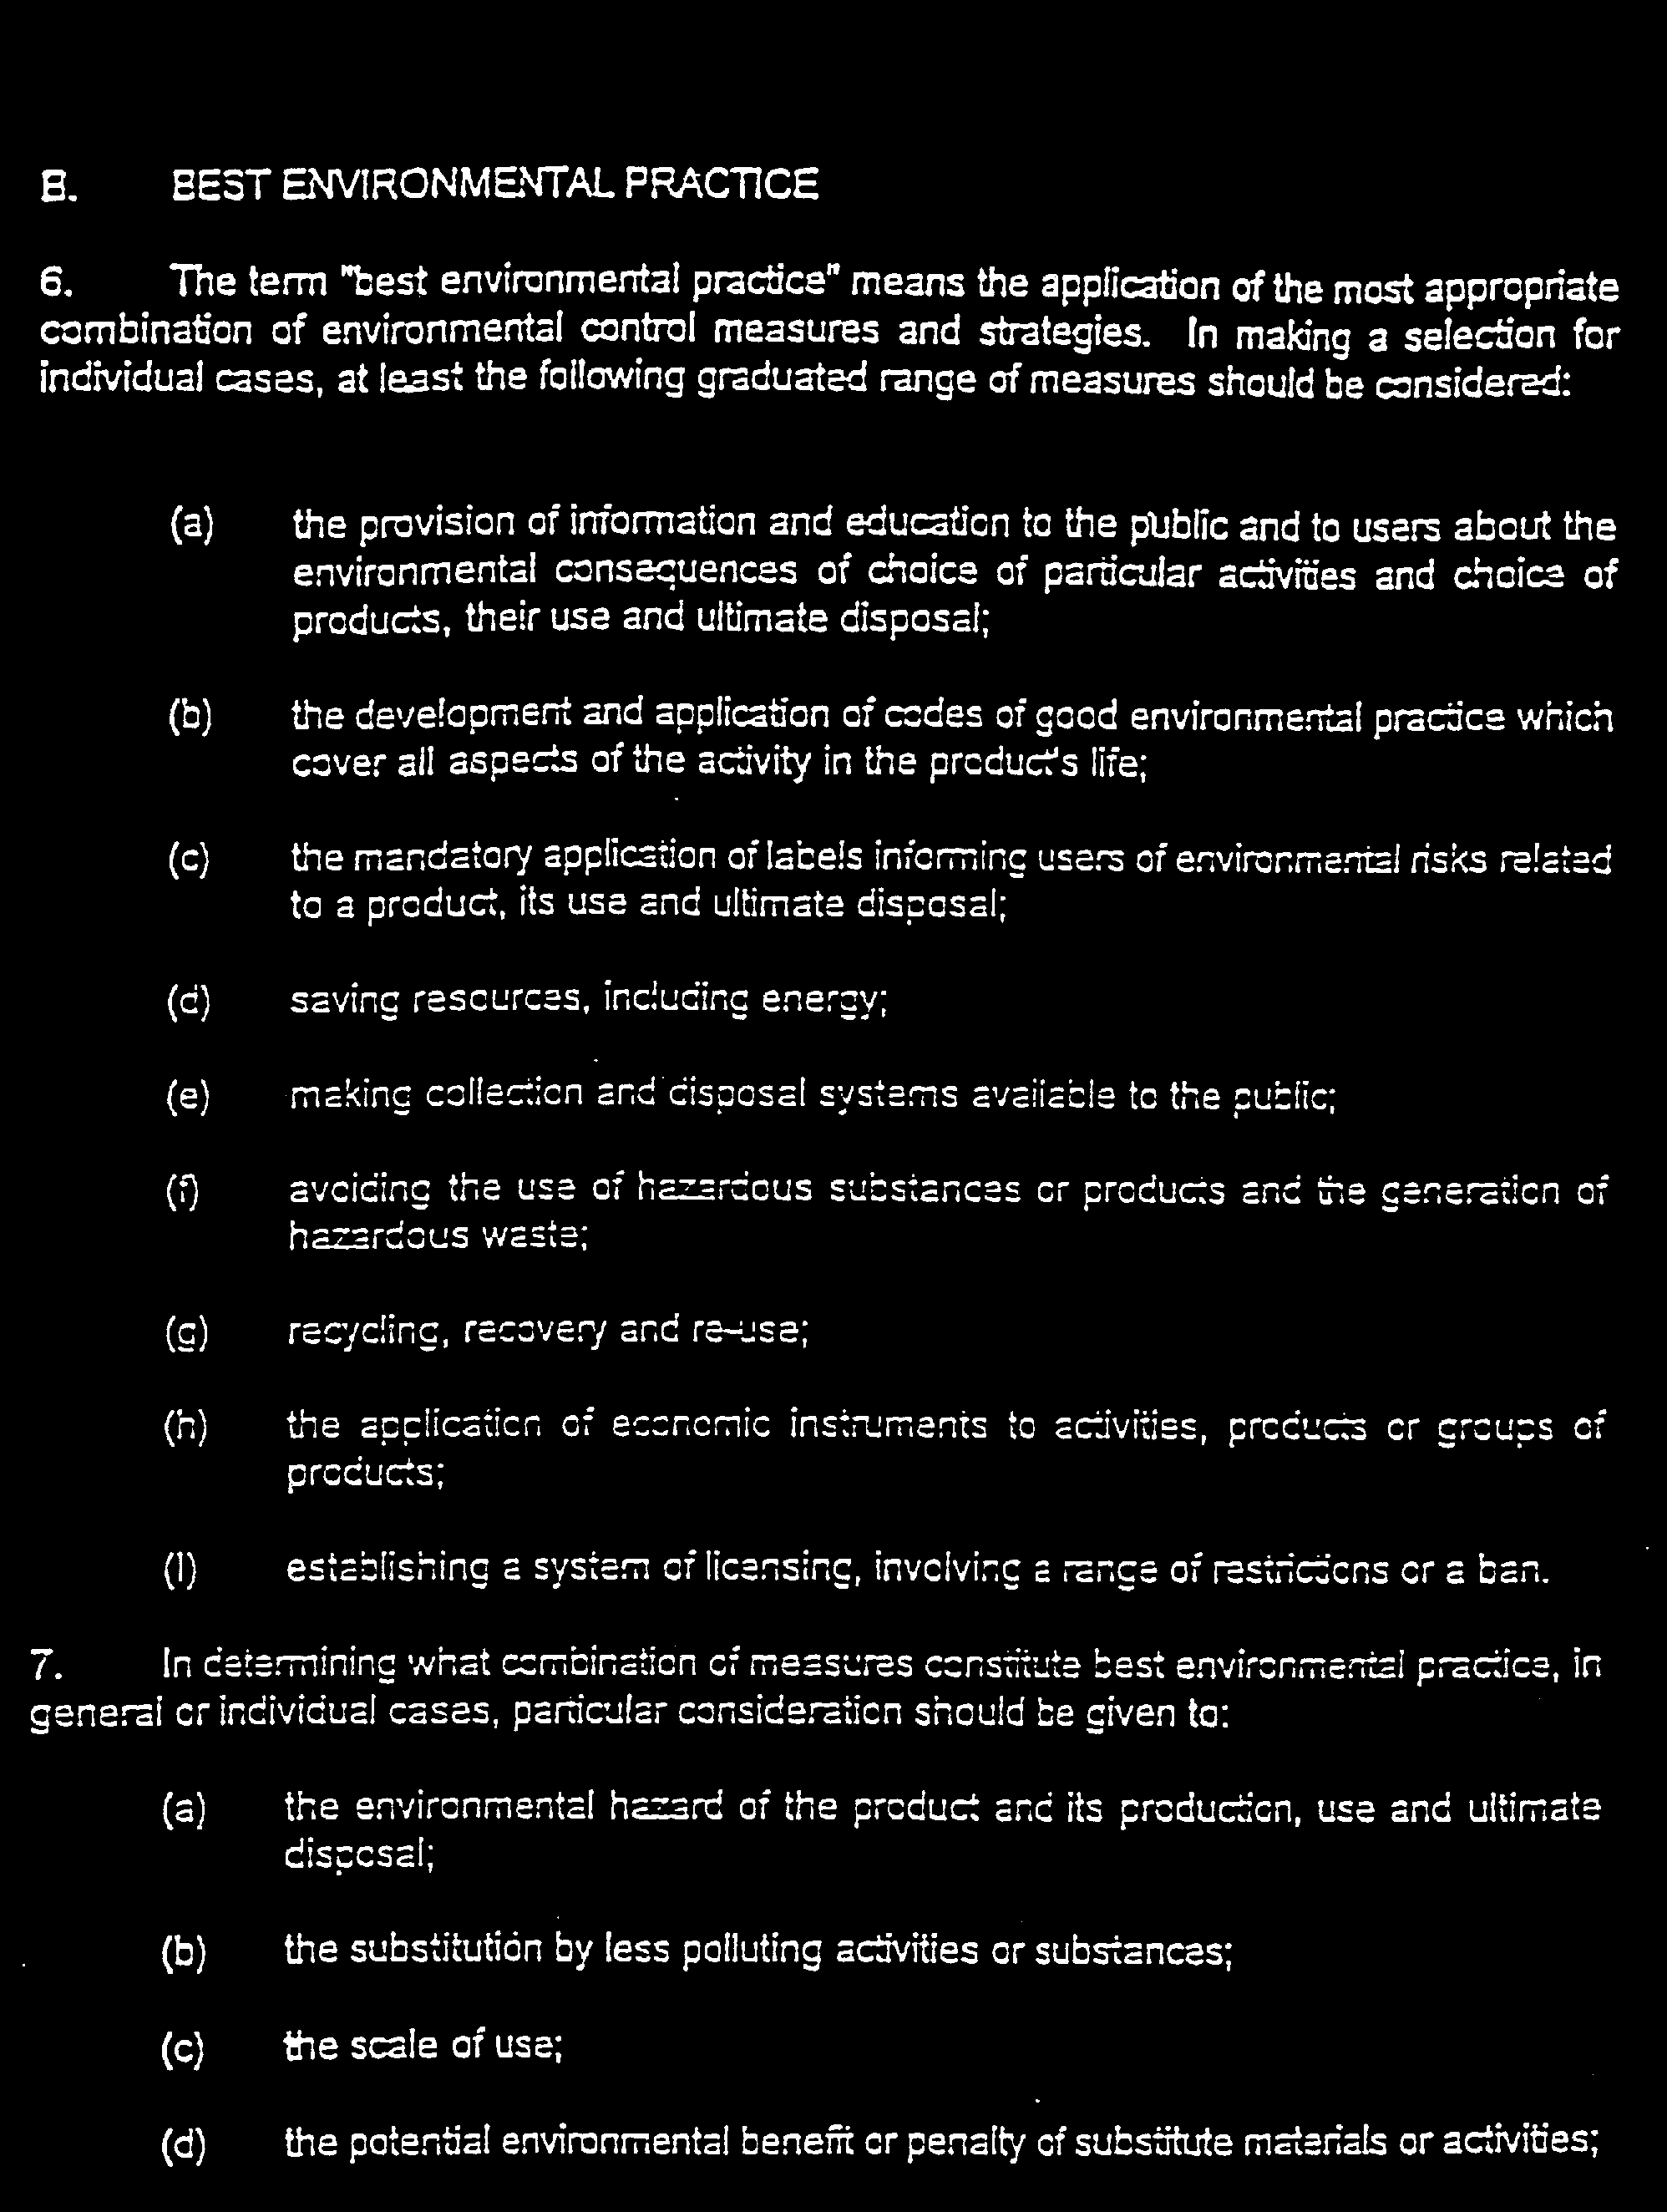 B. BEST ENVIRONMENTAL PRACTICE
6. The term "best environmental practice" means the application of the most appropriate
combination of environmental control measures and strategies. In making a selection for
individual cases, at least the following graduated range of measures should be considered:
(a) the provision of information and education to the public and to users about the
environmental consequences of choice of particular activities and choice of
products, their use and ultimate disposal;
(b) the development and application of codes of good environmental practice which
cover all aspects of the activity in the product's life;
(c) the mandatory application of labels informing users of environmental risks related
to a product, its use and ultimate disposal;
(d) saving resources, including energy;
(e) making collection and disposal systems available to the public;
(f) avoiding the use of hazardous substances or products and the generation of
hazardous waste;
(g) recycling, recovery and re-use;
(h) the application of economic instruments to activities, products or groups of
products;
(I) establishing a system of licensing, involving a range of restrictions or a ban.
7. In determining what combination of measures constitute best environmental practice, in
general or individual cases, particular consideration should be given to:
(a) the environmental hazard of the product and its production, use and ultimate
disposal;
(b) the substitution by less polluting activities or substances;
(c) the scale of use;
(d) the potential environmental benefit or penalty of substitute materials or activities;